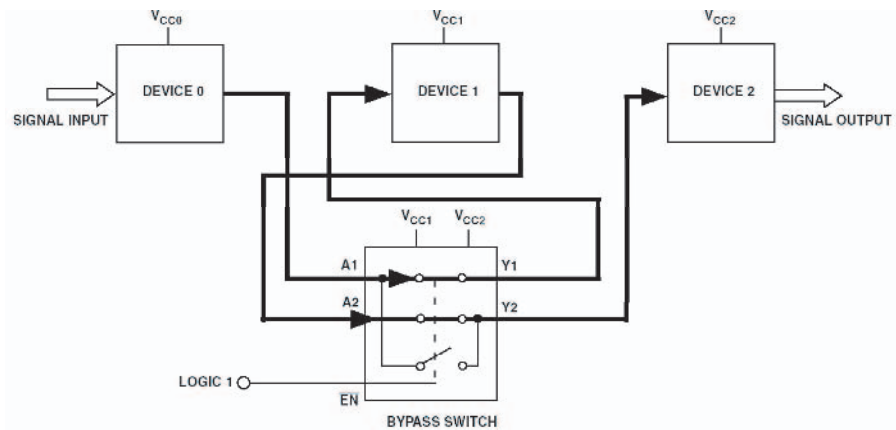 VCC0
VCC1
VCC2
DEVICE 0
DEVICE 1
DEVICE 2
SIGNAL INPUT
SIGNAL OUTPUT
VCC1
VCC2
A1
Y1
A2
Y2
LOGIC 1
EN
BYPASS SWITCH